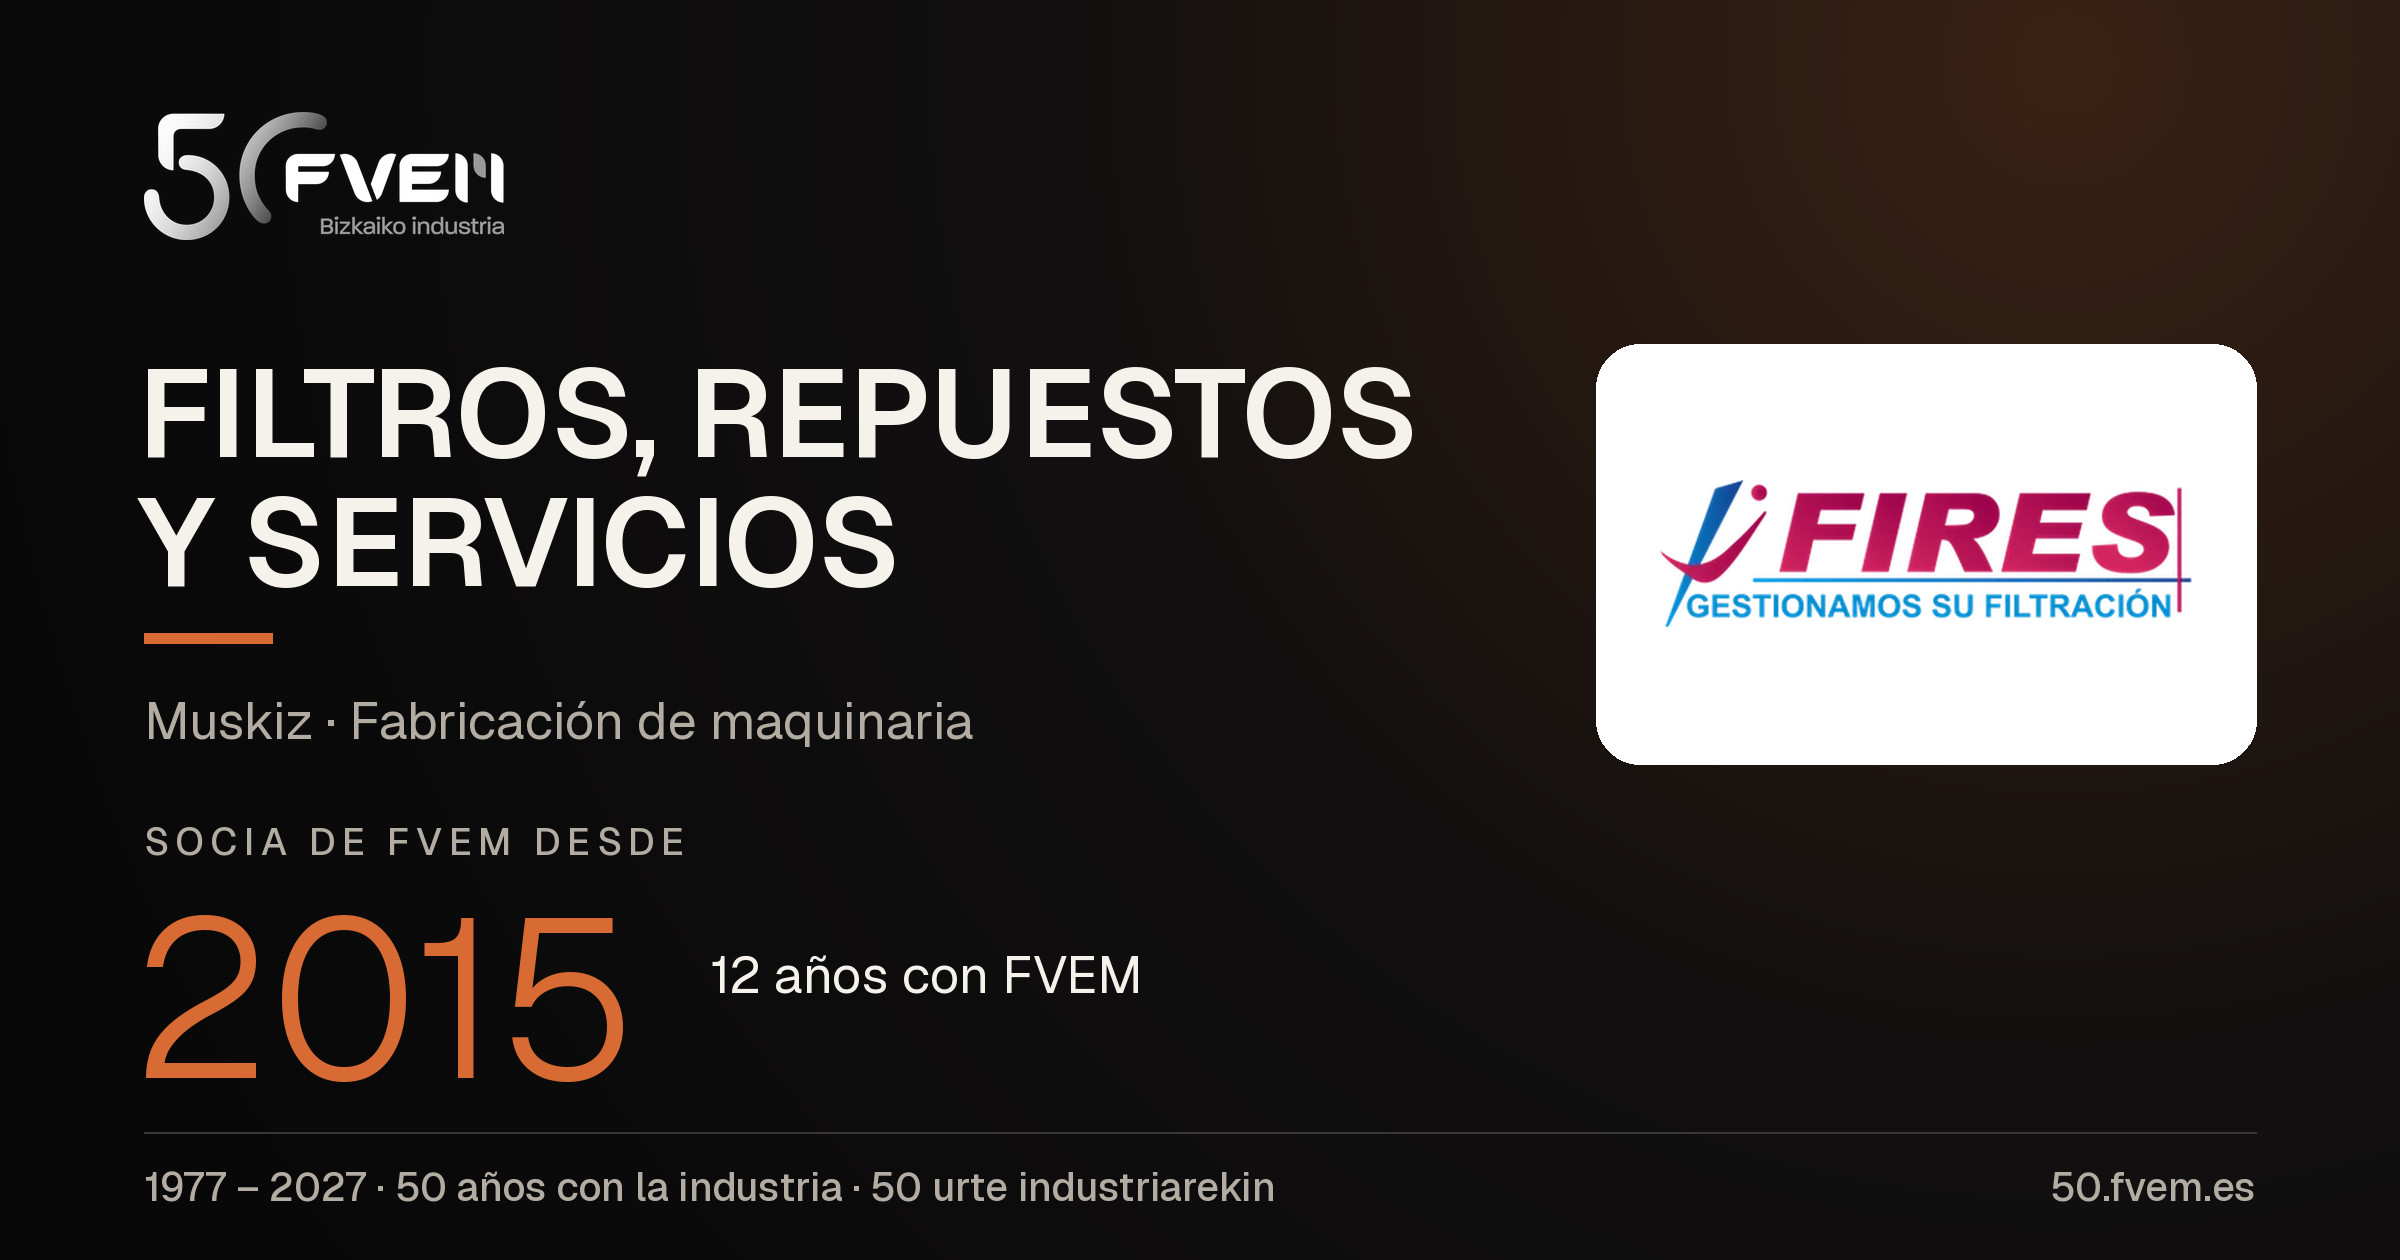 50 FVEM
Bizkaiko industria
FILTROS, REPUESTOS
Y SERVICIOS
FIRES
GESTIONAMOS SU FILTRACIÓN
Muskiz · Fabricación de maquinaria
SOCIA DE FVEM DESDE
2015
12 años con FVEM
1977 – 2027 · 50 años con la industria · 50 urte industriarekin
50.fvem.es